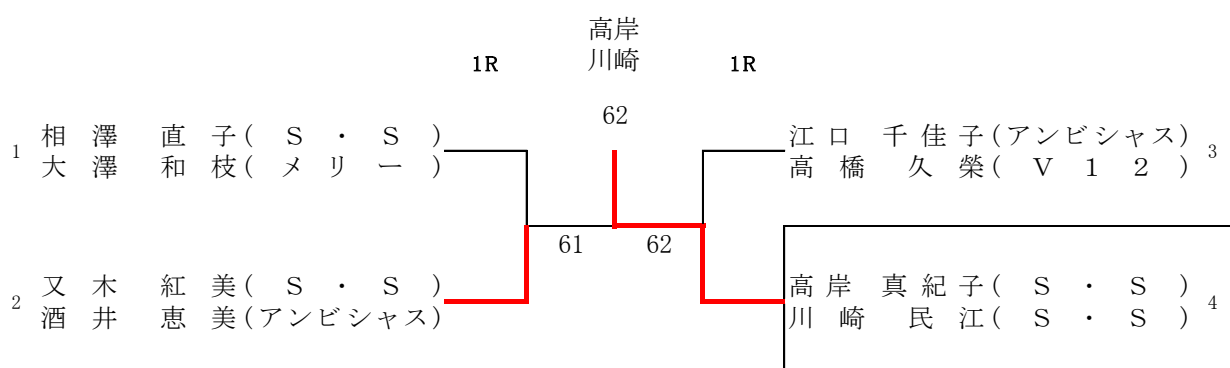 高岸
川崎
1R
1R
62
1 相澤 直子(S・S)
大澤 和枝(メリー)
江口 千佳子(アンビシャス) 3
高橋 久榮(V12)
61
62
2 又木 紅美(S・S)
酒井 恵美(アンビシャス)
高岸 真紀子(S・S) 4
川崎 民江(S・S)